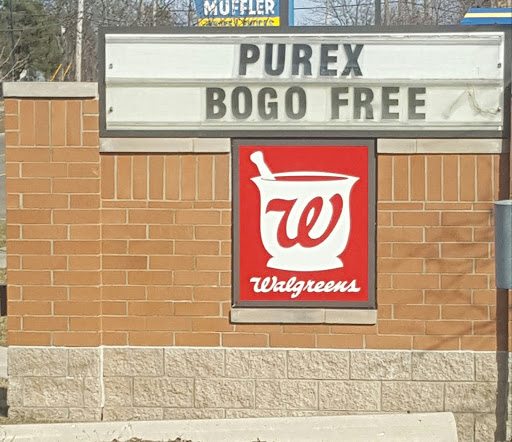 MUFFLER
PUREX
BOGO FREE
W
Walgreens